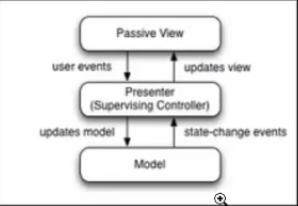 Passive View
user events
updates view
Presenter
(Supervising Controller)
updates model
state-change events
Model